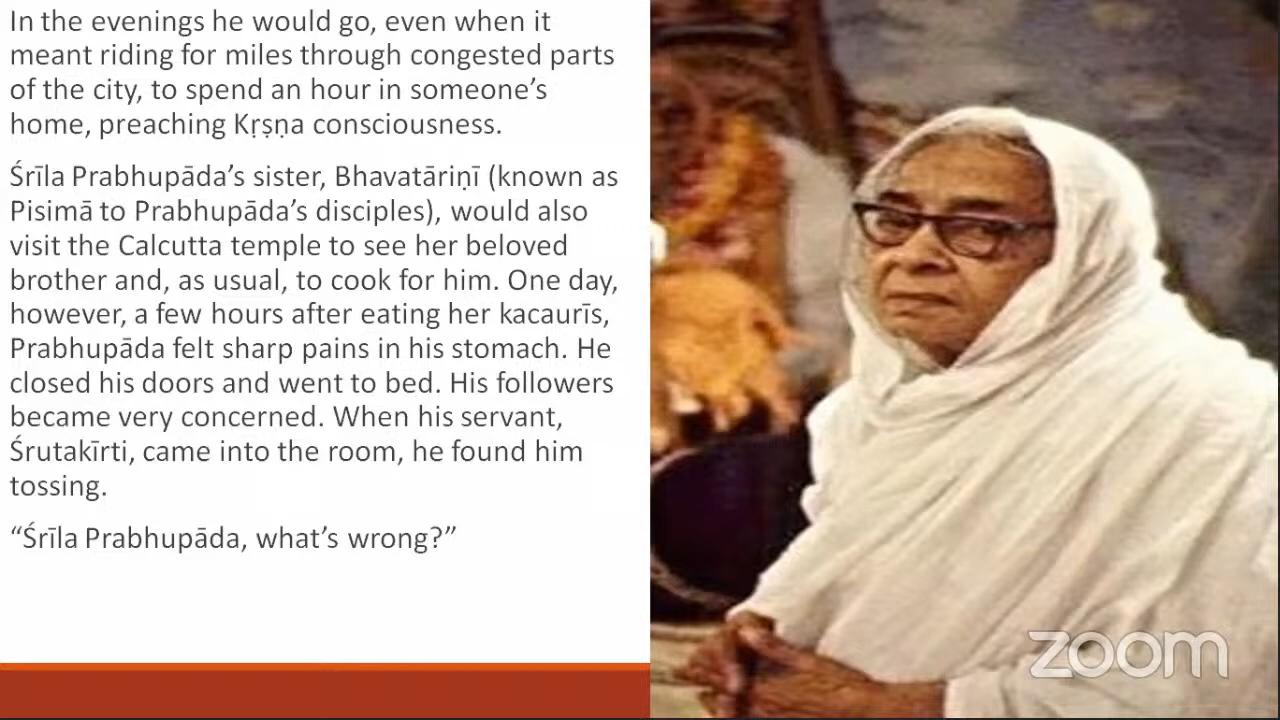 In the evenings he would go, even when it
meant riding for miles through congested parts
of the city, to spend an hour in someone’s
home, preaching Kṛṣṇa consciousness.
Śrīla Prabhupāda’s sister, Bhavatāriṇī (known as
Pisimā to Prabhupāda’s disciples), would also
visit the Calcutta temple to see her beloved
brother and, as usual, to cook for him. One day,
however, a few hours after eating her kacaurīs,
Prabhupāda felt sharp pains in his stomach. He
closed his doors and went to bed. His followers
became very concerned. When his servant,
Śrutakīrti, came into the room, he found him
tossing.
“Śrīla Prabhupāda, what’s wrong?”
zoom